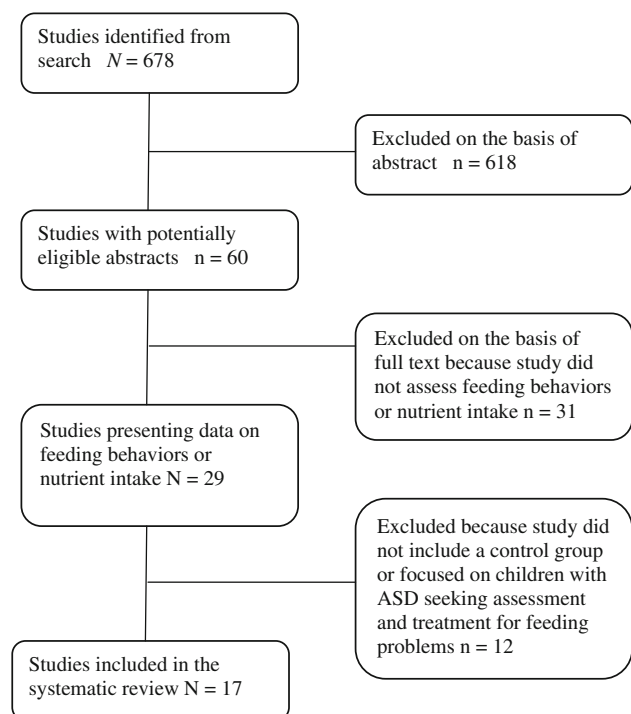 Studies identified from
search N = 678
Excluded on the basis of
abstract n = 618
Studies with potentially
eligible abstracts n = 60
Excluded on the basis of
full text because study did
not assess feeding behaviors
or nutrient intake n = 31
Studies presenting data on
feeding behaviors or
nutrient intake N = 29
Excluded because study did
not include a control group
or focused on children with
ASD seeking assessment
and treatment for feeding
problems n = 12
Studies included in the
systematic review N = 17